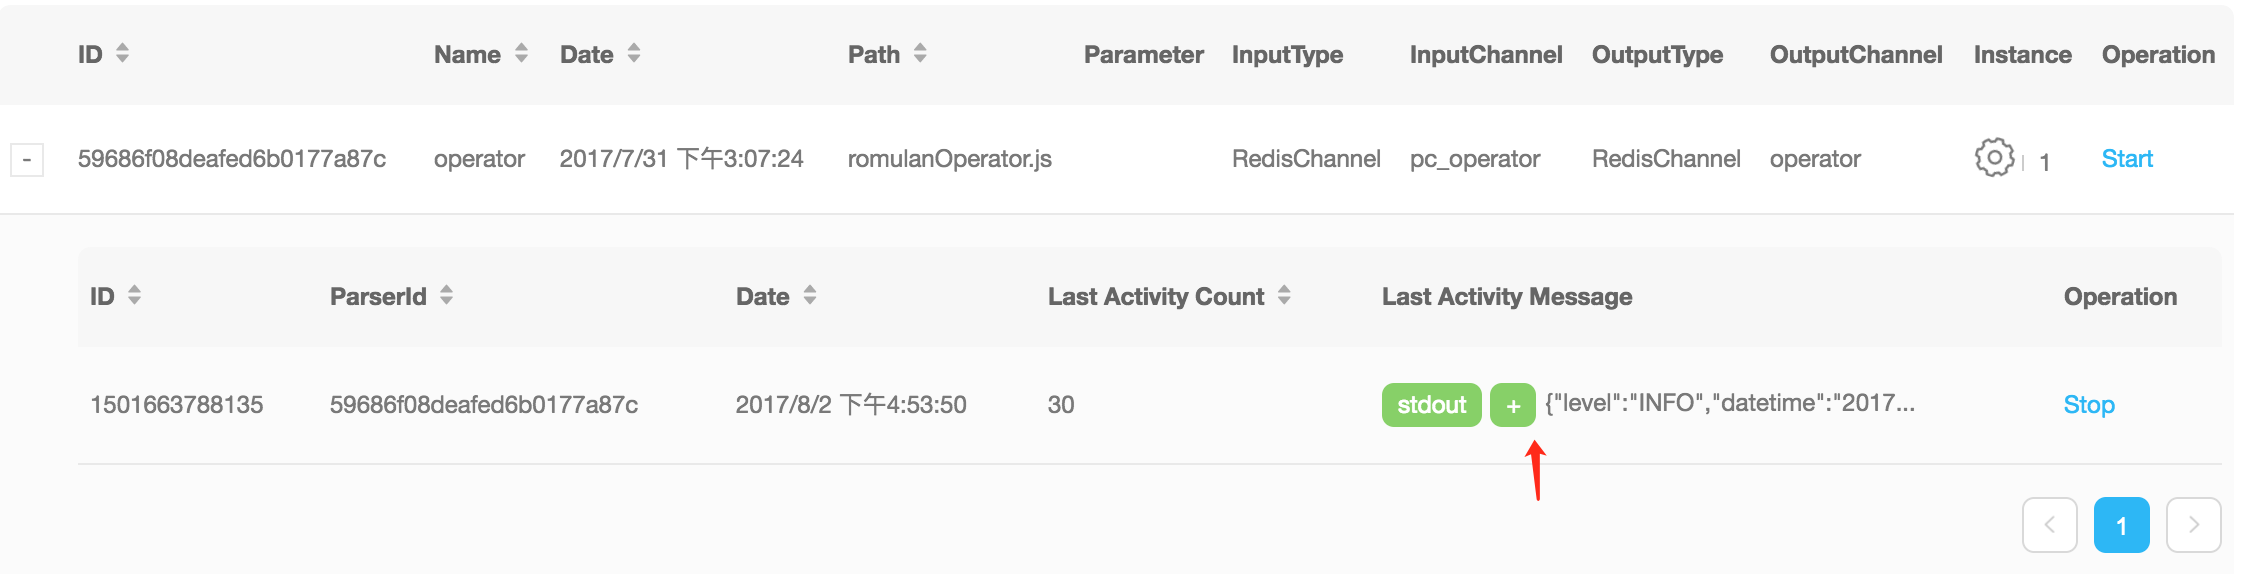 ID Name Date Path Parameter InputType InputChannel OutputType OutputChannel Instance Operation
- 59686f08deafed6b0177a87c operator 2017/7/31 下午3:07:24 romulanOperator.js RedisChannel pc_operator RedisChannel operator 1 Start
ID ParserId Date Last Activity Count Last Activity Message Operation
1501663788135 59686f08deafed6b0177a87c 2017/8/2 下午4:53:50 30 stdout + {"level":"INFO","datetime":"2017... Stop
< 1 >